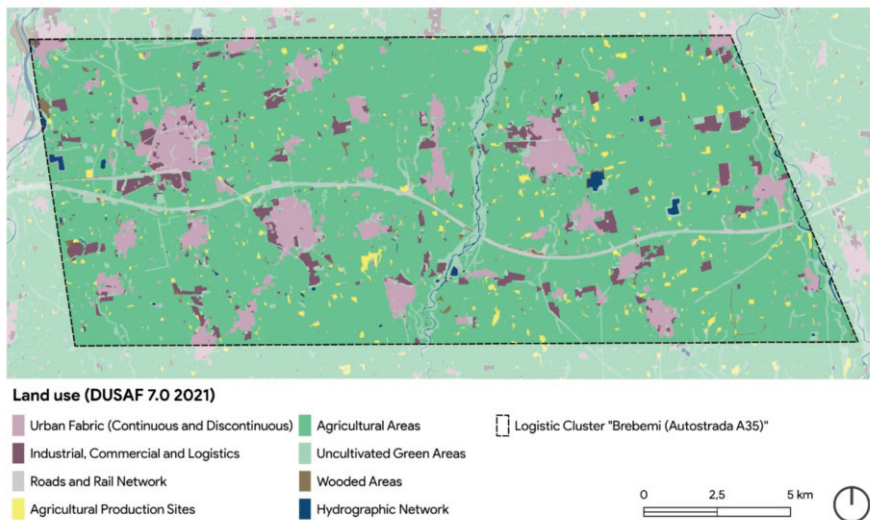 Land use (DUSAF 7.0 2021)
Urban Fabric (Continuous and Discontinuous)
Industrial, Commercial and Logistics
Roads and Rail Network
Agricultural Production Sites
Agricultural Areas
Uncultivated Green Areas
Wooded Areas
Hydrographic Network
Logistic Cluster "Brebemi (Autostrada A35)"
0 2,5 5 km